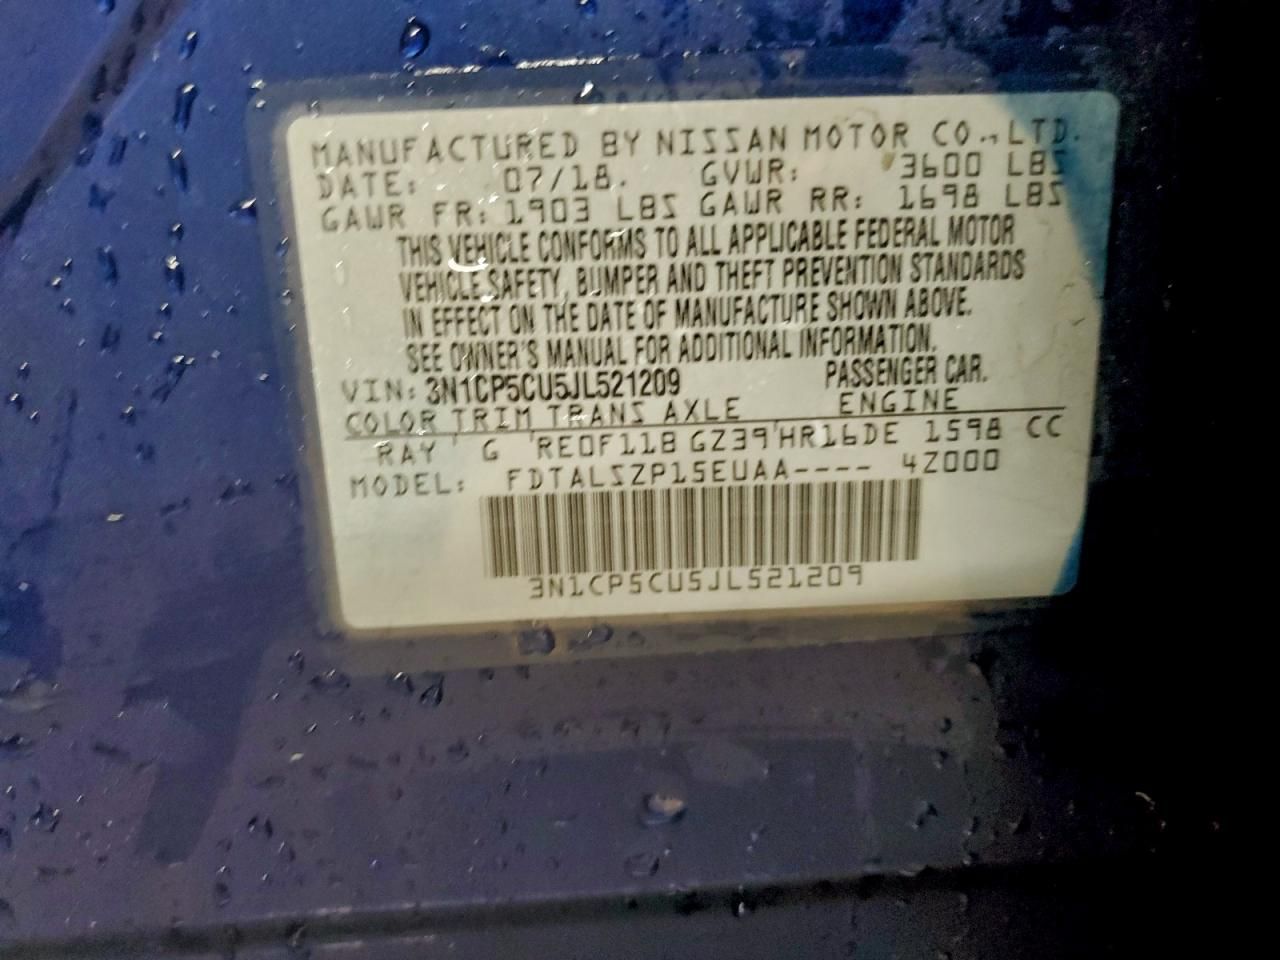 MANUFACTURED BY NISSAN MOTOR CO., LTD.
DATE: 07/18. GVWR: 3600 LBS
GAWR FR: 1903 LBS GAWR RR: 1698 LBS
THIS VEHICLE CONFORMS TO ALL APPLICABLE FEDERAL MOTOR
VEHICLE SAFETY, BUMPER AND THEFT PREVENTION STANDARDS
IN EFFECT ON THE DATE OF MANUFACTURE SHOWN ABOVE.
SEE OWNER'S MANUAL FOR ADDITIONAL INFORMATION.
VIN: 3N1CP5CU5JL521209 PASSENGER CAR.
COLOR TRIM TRANS AXLE ENGINE
RAY G RE0F11B GZ39 HR16DE 1598 CC
MODEL: FDTALSZP15EUAA---- 4Z000
3N1CP5CU5JL521209